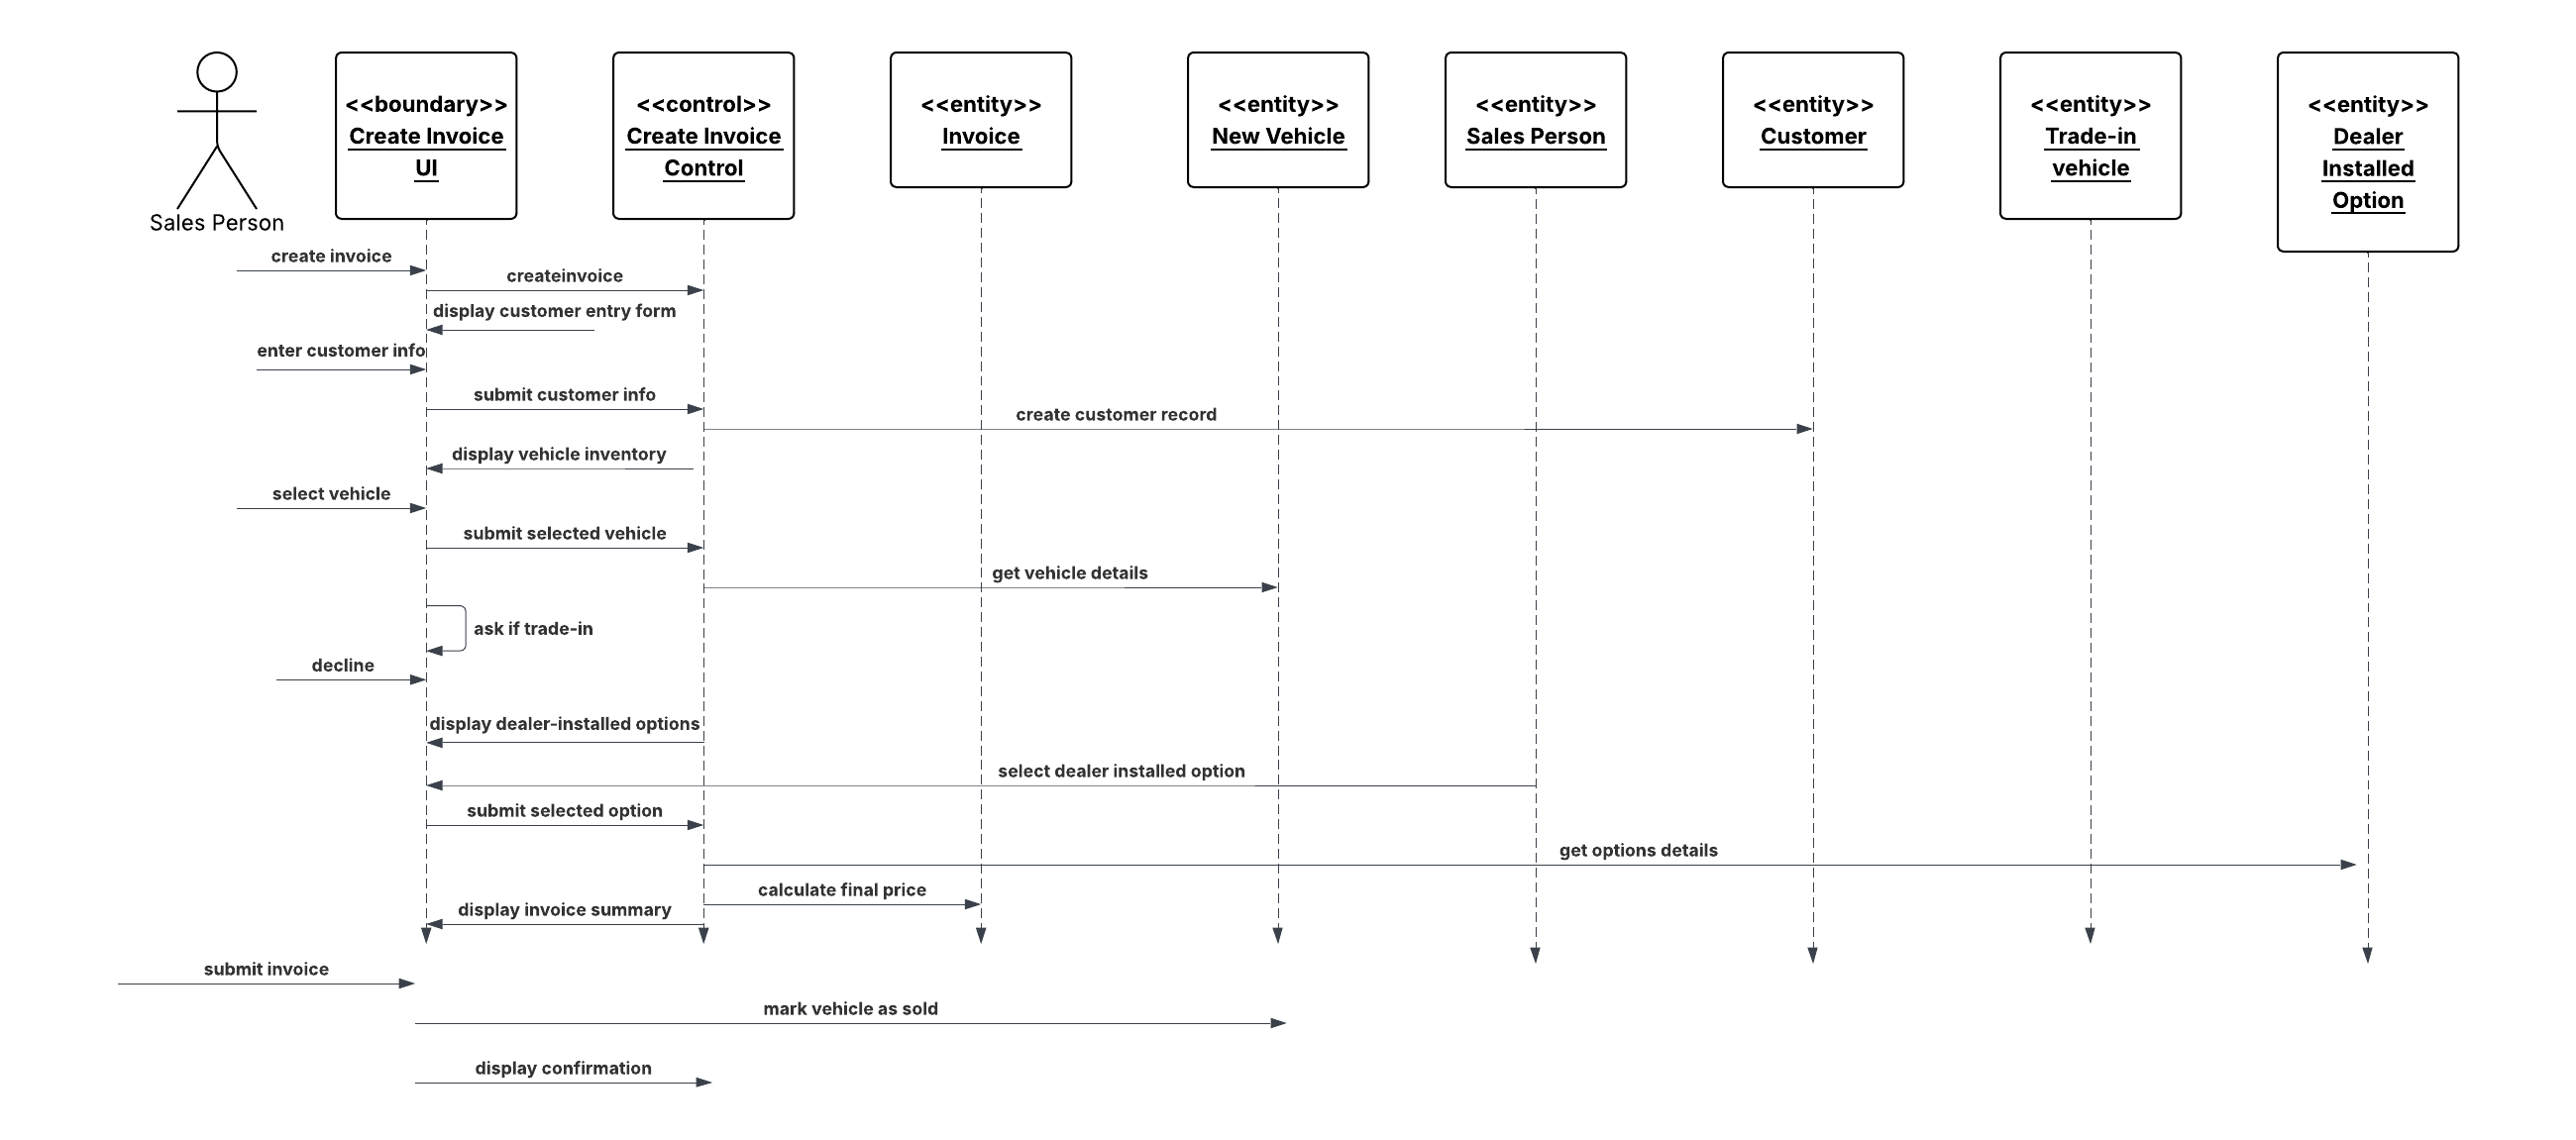 <<boundary>>
Create Invoice
UI
<<control>>
Create Invoice
Control
<<entity>>
Invoice
<<entity>>
New Vehicle
<<entity>>
Sales Person
<<entity>>
Customer
<<entity>>
Trade-in
vehicle
<<entity>>
Dealer
Installed
Option
Sales Person
create invoice
createinvoice
display customer entry form
enter customer info
submit customer info
create customer record
display vehicle inventory
select vehicle
submit selected vehicle
get vehicle details
ask if trade-in
decline
display dealer-installed options
select dealer installed option
submit selected option
get options details
calculate final price
display invoice summary
submit invoice
mark vehicle as sold
display confirmation